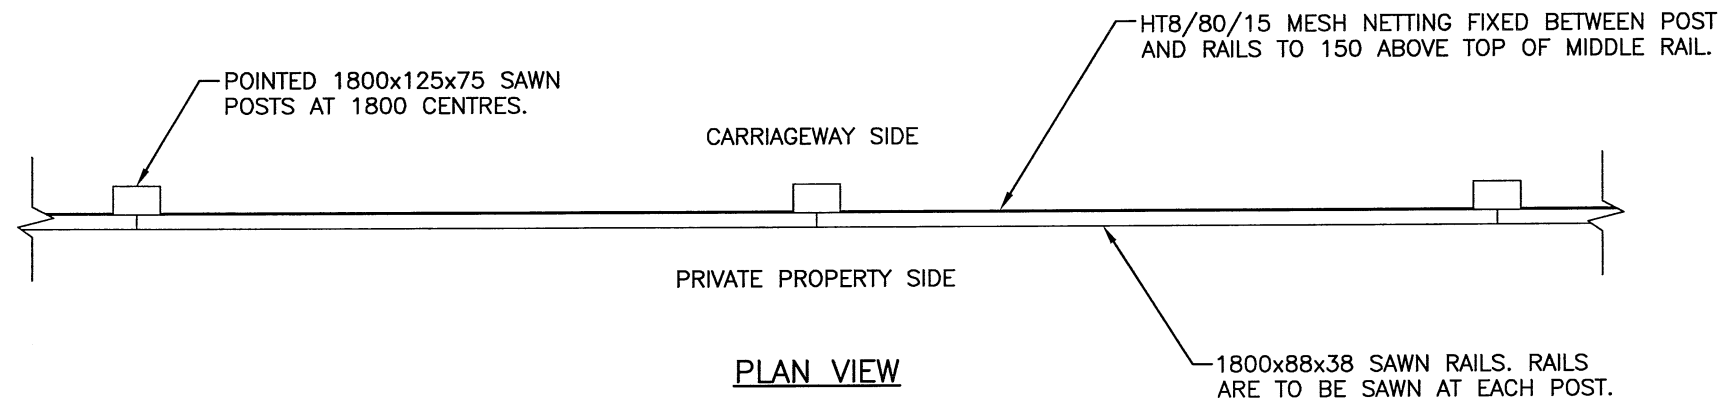 HT8/80/15 MESH NETTING FIXED BETWEEN POST
AND RAILS TO 150 ABOVE TOP OF MIDDLE RAIL.
POINTED 1800x125x75 SAWN
POSTS AT 1800 CENTRES.
CARRIAGEWAY SIDE
PRIVATE PROPERTY SIDE
PLAN VIEW
1800x88x38 SAWN RAILS. RAILS
ARE TO BE SAWN AT EACH POST.